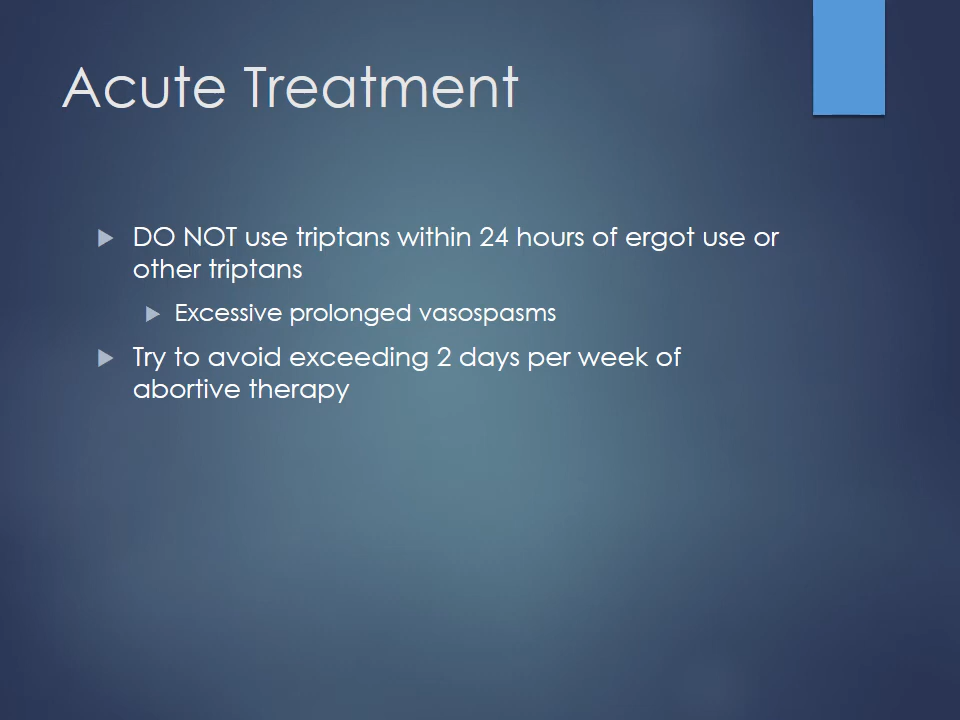 Acute Treatment
DO NOT use triptans within 24 hours of ergot use or
other triptans
Excessive prolonged vasospasms
Try to avoid exceeding 2 days per week of
abortive therapy